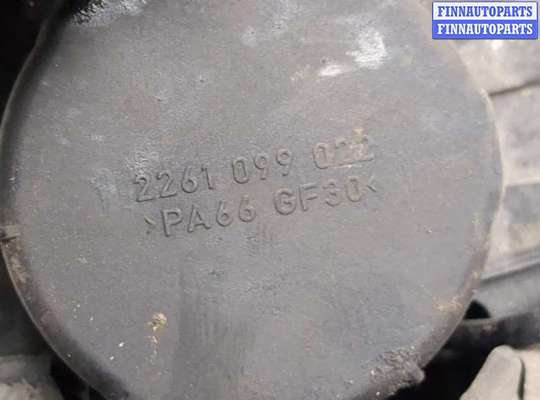 FINNAUTOPARTS
FINNAUTOPARTS
2261 099 022
>PA66 GF30<